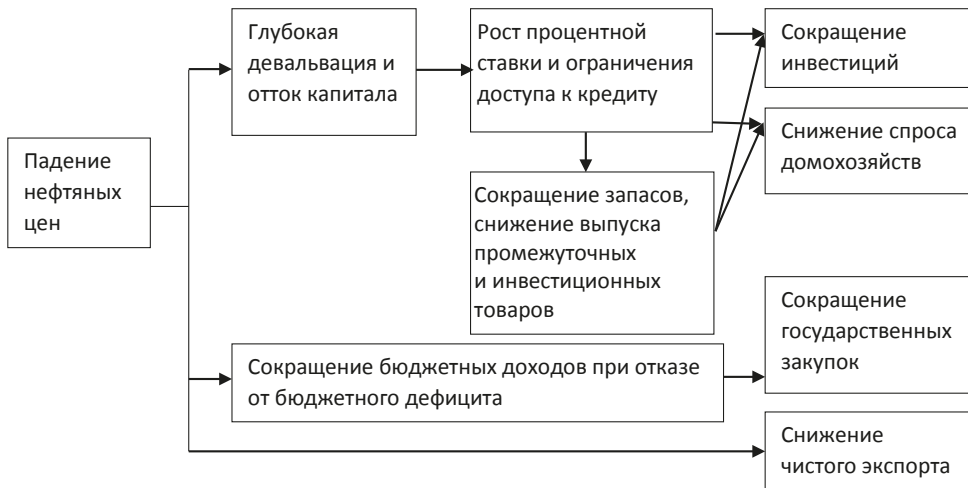 Падение
нефтяных
цен
Глубокая
девальвация и
отток капитала
Рост процентной
ставки и ограничения
доступа к кредиту
Сокращение
инвестиций
Снижение спроса
домохозяйств
Сокращение запасов,
снижение выпуска
промежуточных
и инвестиционных
товаров
Сокращение
государственных
закупок
Сокращение бюджетных доходов при отказе
от бюджетного дефицита
Снижение
чистого экспорта